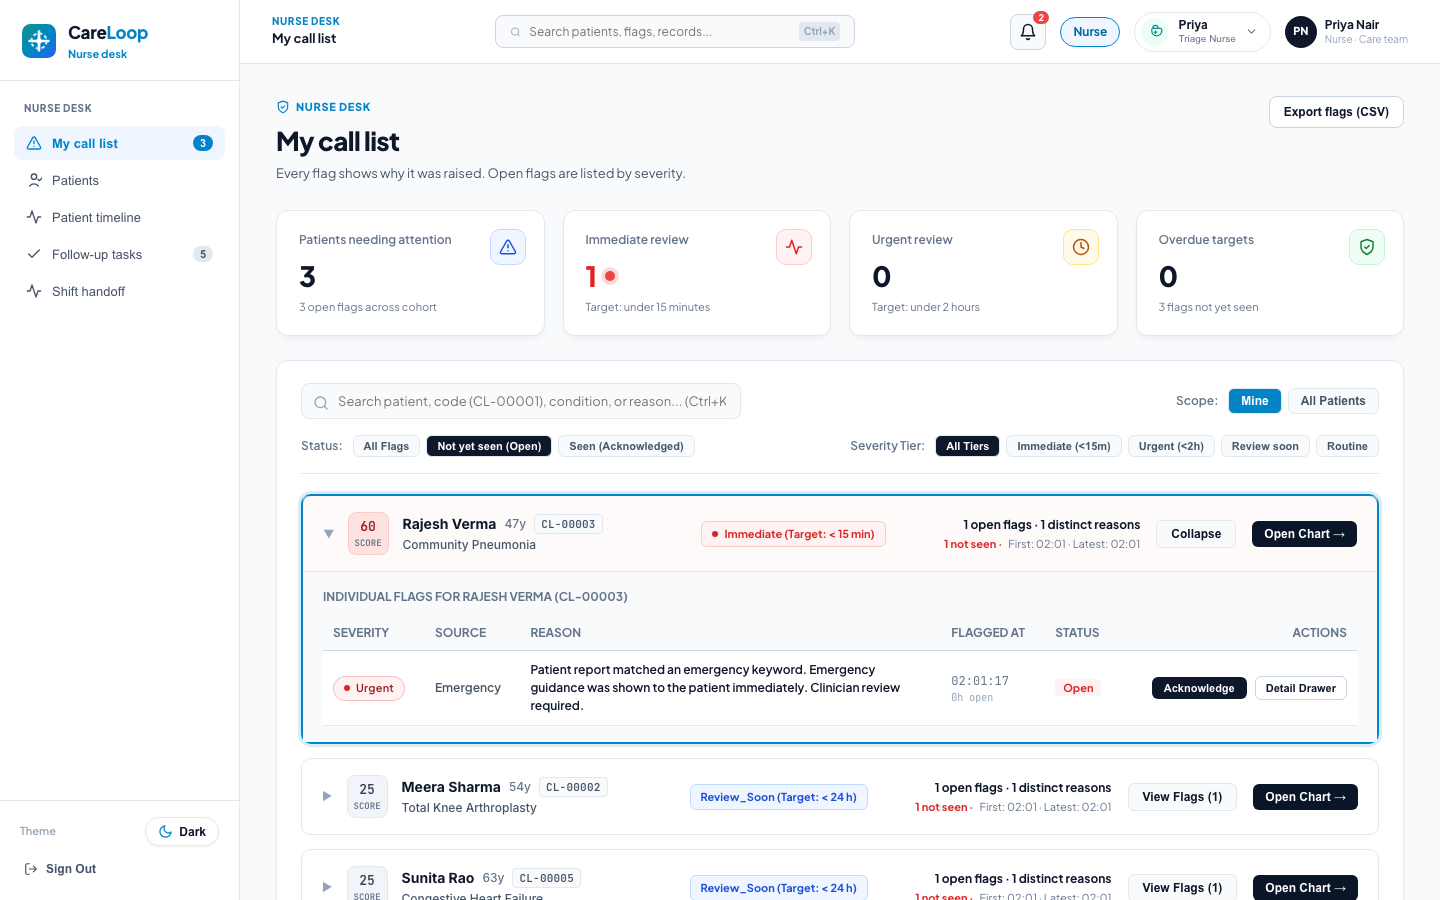 CareLoop
Nurse desk
NURSE DESK
My call list
3
Patients
Patient timeline
Follow-up tasks
5
Shift handoff
Theme
Dark
Sign Out
NURSE DESK
My call list
Search patients, flags, records...
Ctrl+K
2
Nurse
Priya
Triage Nurse
PN
Priya Nair
Nurse · Care team
NURSE DESK
My call list
Every flag shows why it was raised. Open flags are listed by severity.
Export flags (CSV)
Patients needing attention
3
3 open flags across cohort
Immediate review
1
Target: under 15 minutes
Urgent review
0
Target: under 2 hours
Overdue targets
0
3 flags not yet seen
Search patient, code (CL-00001), condition, or reason... (Ctrl+K
Scope:
Mine
All Patients
Status:
All Flags
Not yet seen (Open)
Seen (Acknowledged)
Severity Tier:
All Tiers
Immediate (<15m)
Urgent (<2h)
Review soon
Routine
60
SCORE
Rajesh Verma 47y CL-00003
Community Pneumonia
Immediate (Target: < 15 min)
1 open flags · 1 distinct reasons
1 not seen · First: 02:01 · Latest: 02:01
Collapse
Open Chart →
INDIVIDUAL FLAGS FOR RAJESH VERMA (CL-00003)
SEVERITY SOURCE REASON FLAGGED AT STATUS ACTIONS
Urgent
Emergency
Patient report matched an emergency keyword. Emergency
guidance was shown to the patient immediately. Clinician review
required.
02:01:17
0h open
Open
Acknowledge
Detail Drawer
25
SCORE
Meera Sharma 54y CL-00002
Total Knee Arthroplasty
Review_Soon (Target: < 24 h)
1 open flags · 1 distinct reasons
1 not seen · First: 02:01 · Latest: 02:01
View Flags (1)
Open Chart →
25
SCORE
Sunita Rao 63y CL-00005
Congestive Heart Failure
Review_Soon (Target: < 24 h)
1 open flags · 1 distinct reasons
1 not seen · First: 02:01 · Latest: 02:01
View Flags (1)
Open Chart →